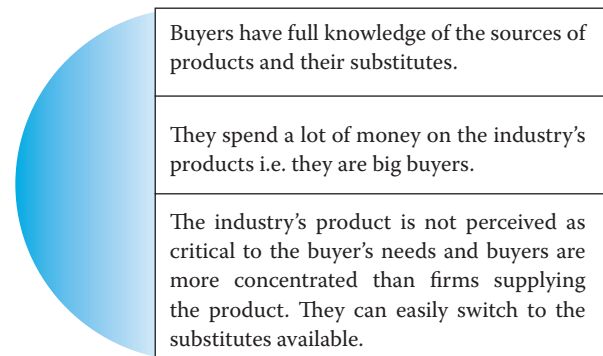 Buyers have full knowledge of the sources of
products and their substitutes.
They spend a lot of money on the industry’s
products i.e. they are big buyers.
The industry’s product is not perceived as
critical to the buyer’s needs and buyers are
more concentrated than firms supplying
the product. They can easily switch to the
substitutes available.